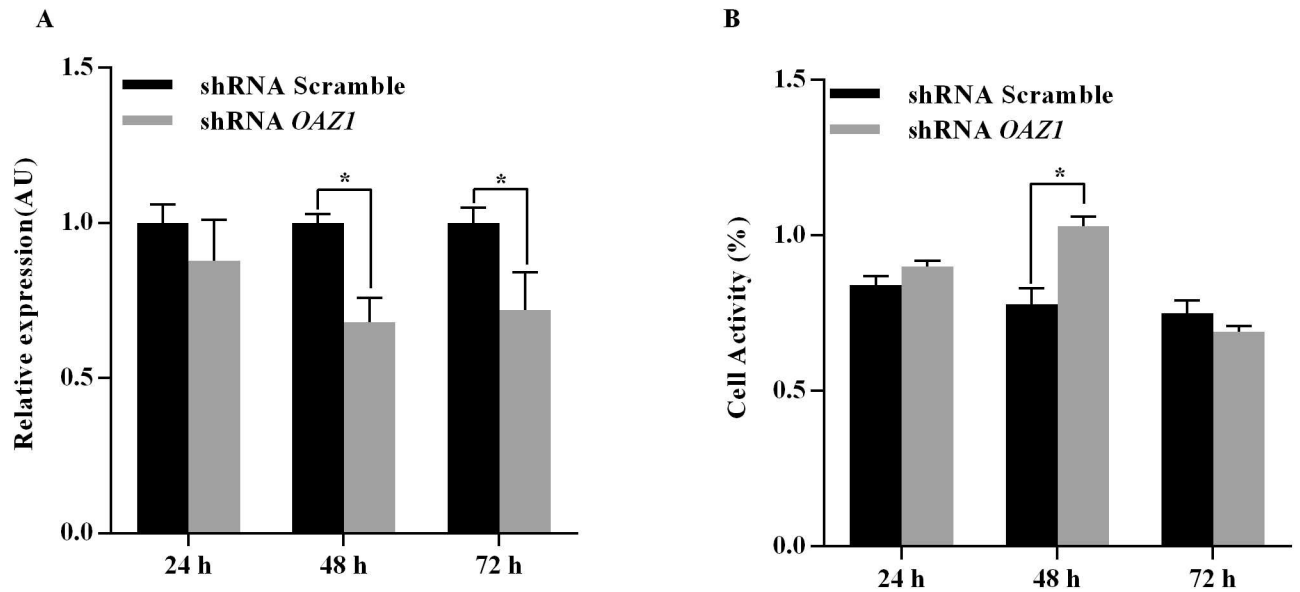 A
Relative expression(AU)
1.5
1.0
0.5
0.0
shRNA Scramble
shRNA OAZ1
*
*
24 h
48 h
72 h
B
Cell Activity (%)
1.5
1.0
0.5
0.0
shRNA Scramble
shRNA OAZ1
*
24 h
48 h
72 h